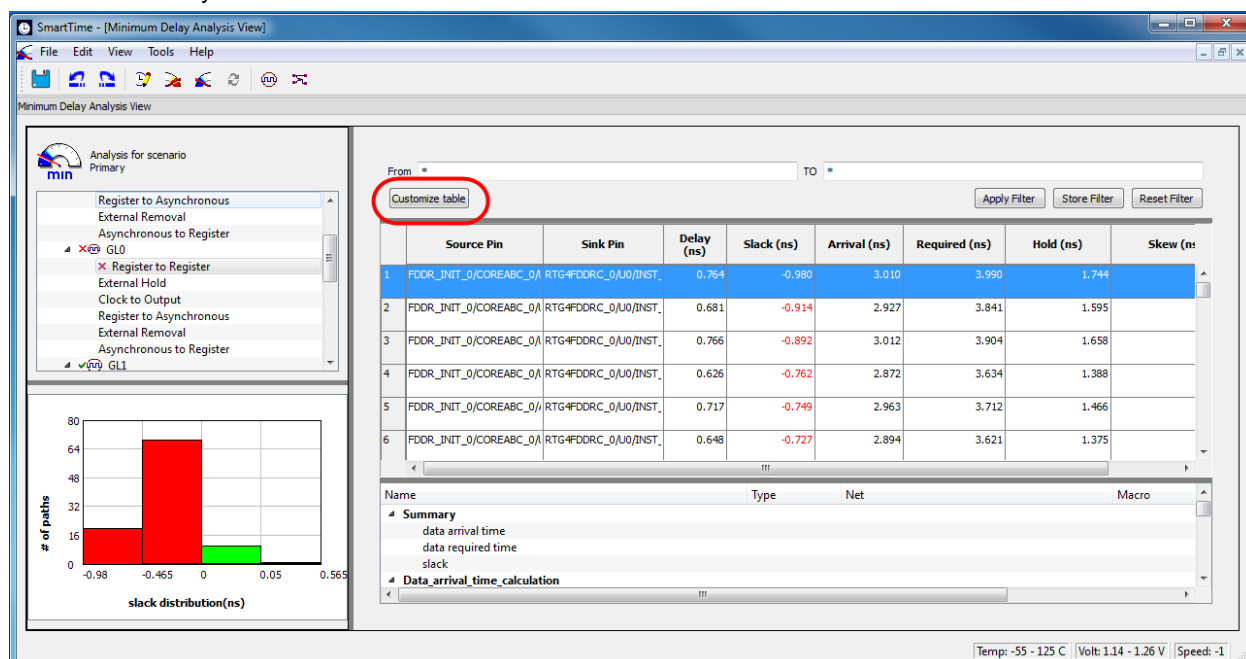 SmartTime - [Minimum Delay Analysis View]
File Edit View Tools Help
Minimum Delay Analysis View
Analysis for scenario
Primary
min
Register to Asynchronous
External Removal
Asynchronous to Register
GL0
Register to Register
External Hold
Clock to Output
Register to Asynchronous
External Removal
Asynchronous to Register
GL1
80
64
48
32
16
0
# of paths
-0.98 -0.465 0 0.05 0.565
slack distribution(ns)
From * TO *
Customize table Apply Filter Store Filter Reset Filter
Source Pin Sink Pin Delay (ns) Slack (ns) Arrival (ns) Required (ns) Hold (ns) Skew (ns
1 FDDR_INIT_0/COREABC_0/ RTG4FDDRC_0/U0/INST_ 0.764 -0.980 3.010 3.990 1.744
2 FDDR_INIT_0/COREABC_0/ RTG4FDDRC_0/U0/INST_ 0.681 -0.914 2.927 3.841 1.595
3 FDDR_INIT_0/COREABC_0/ RTG4FDDRC_0/U0/INST_ 0.766 -0.892 3.012 3.904 1.658
4 FDDR_INIT_0/COREABC_0/ RTG4FDDRC_0/U0/INST_ 0.626 -0.762 2.872 3.634 1.388
5 FDDR_INIT_0/COREABC_0/ RTG4FDDRC_0/U0/INST_ 0.717 -0.749 2.963 3.712 1.466
6 FDDR_INIT_0/COREABC_0/ RTG4FDDRC_0/U0/INST_ 0.648 -0.727 2.894 3.621 1.375
Name Type Net Macro
Summary
data arrival time
data required time
slack
Data_arrival_time_calculation
Temp: -55 - 125 C Volt: 1.14 - 1.26 V Speed: -1